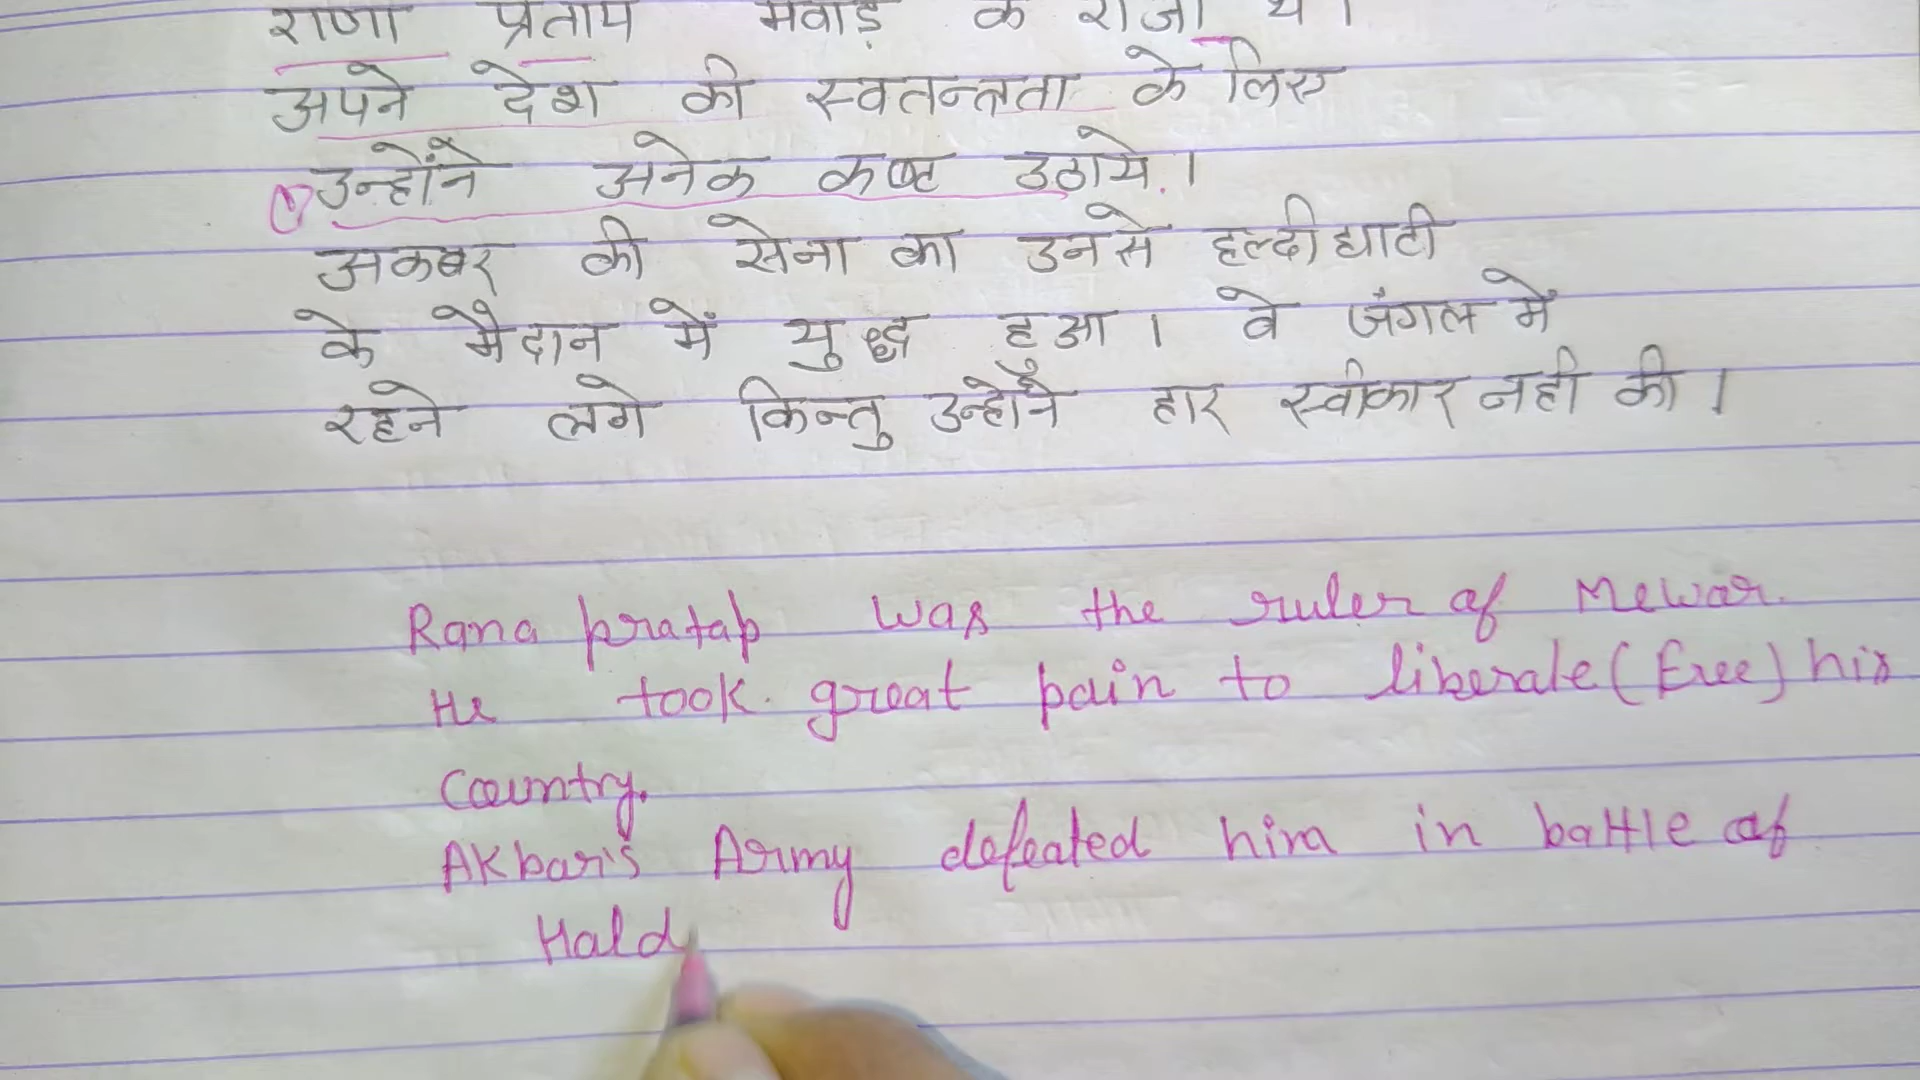 राणा प्रताप मेवाड़ के राजा थे।
अपने देश की स्वतन्त्रता के लिए
उन्होंने अनेक कष्ट उठाये।
अकबर की सेना का उनसे हल्दीघाटी
के मैदान में युद्ध हुआ। वे जंगल में
रहने लगे किन्तु उन्होंने हार स्वीकार नही की।
Rana pratap was the ruler of Mewar.
He took great pain to liberate (Free) his
Country.
AKbar's Army defeated him in battle of
Hald